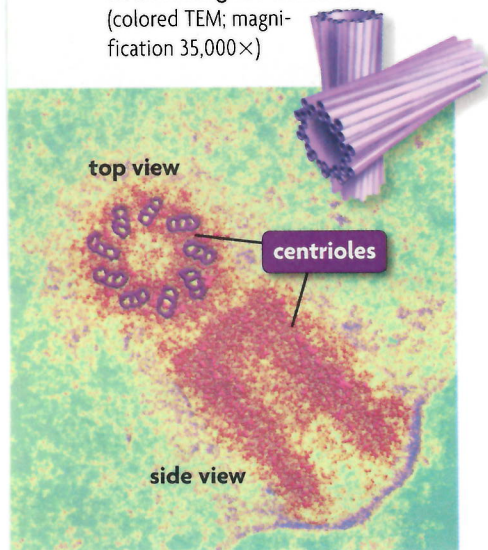 (colored TEM; magni-
fication 35,000×)
top view
centrioles
side view